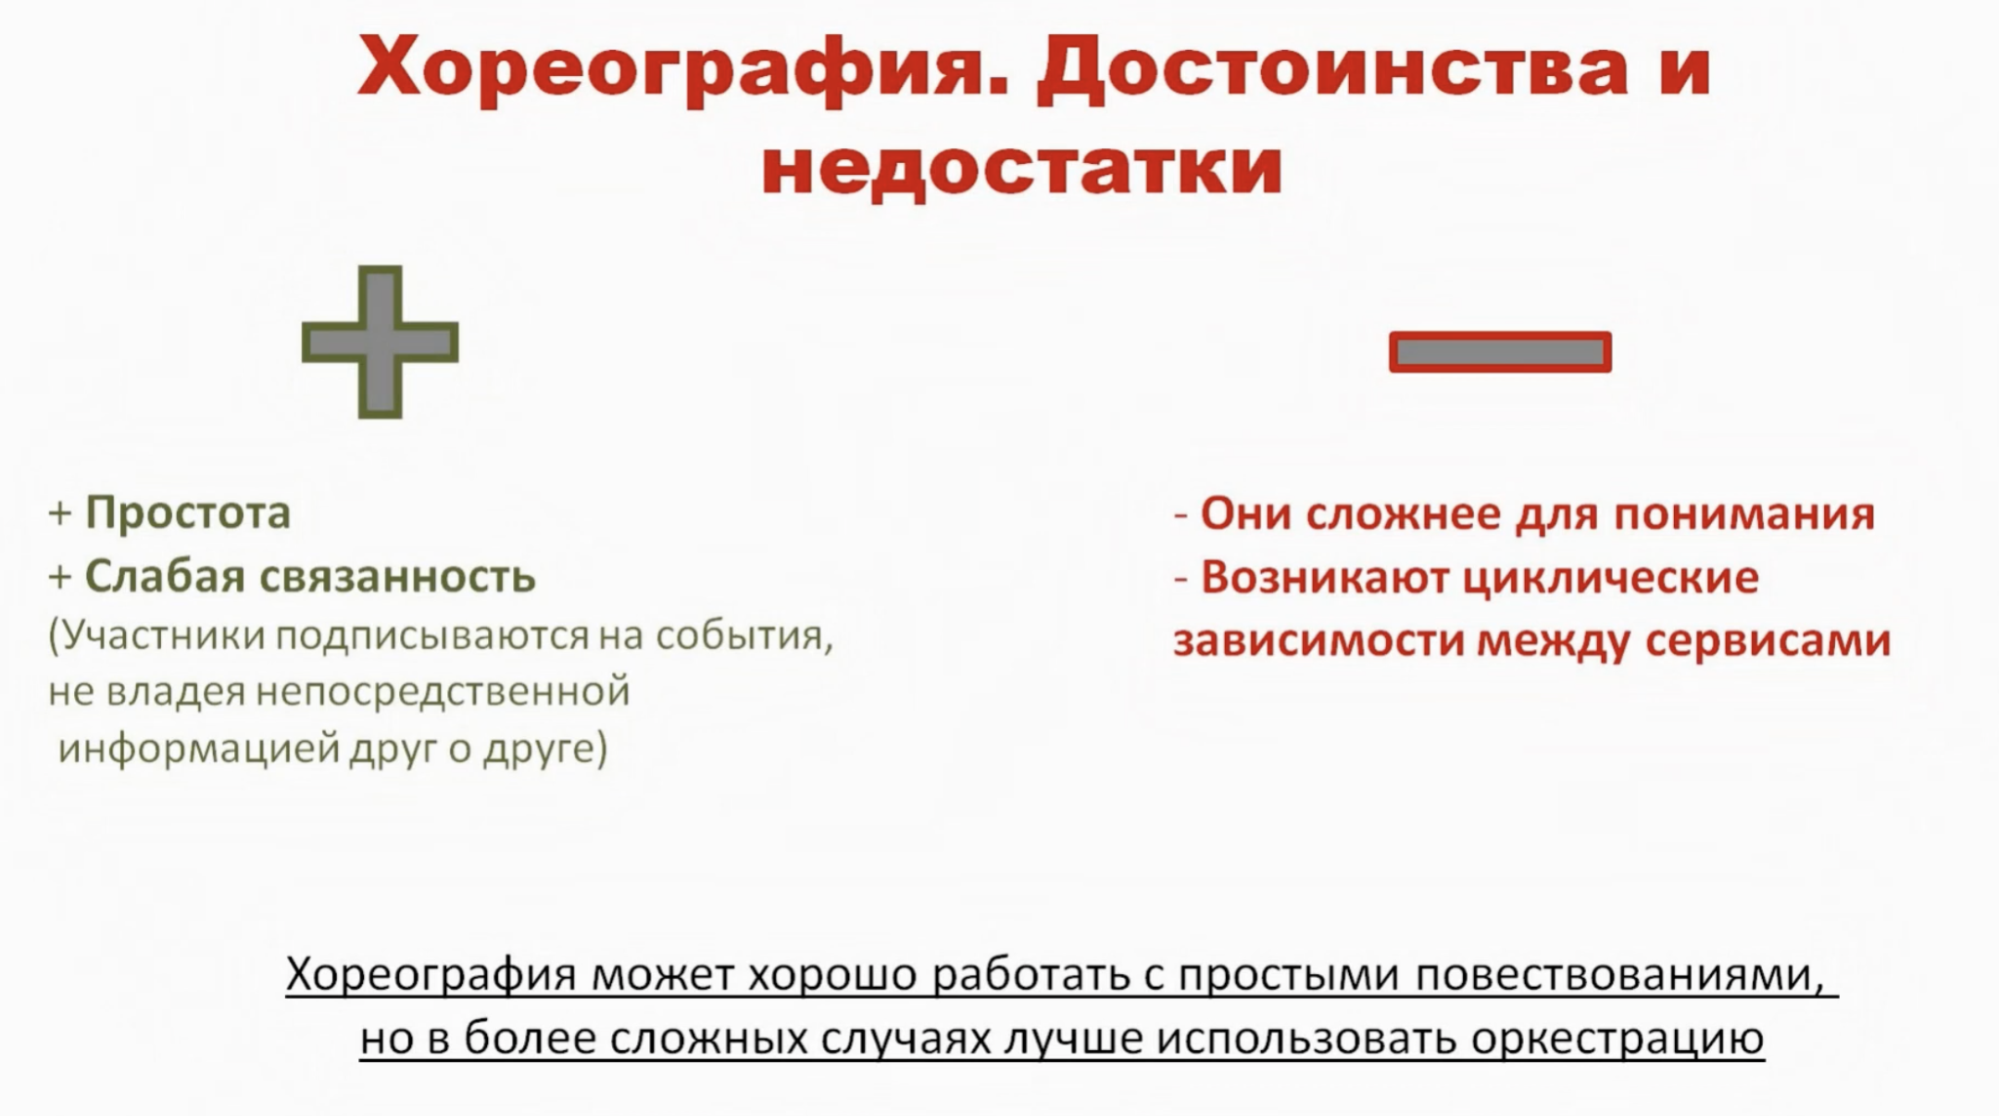 Хореография. Достоинства и
недостатки
+ Простота
+ Слабая связанность
(Участники подписываются на события,
не владея непосредственной
информацией друг о друге)
- Они сложнее для понимания
- Возникают циклические
зависимости между сервисами
Хореография может хорошо работать с простыми повествованиями,
но в более сложных случаях лучше использовать оркестрацию